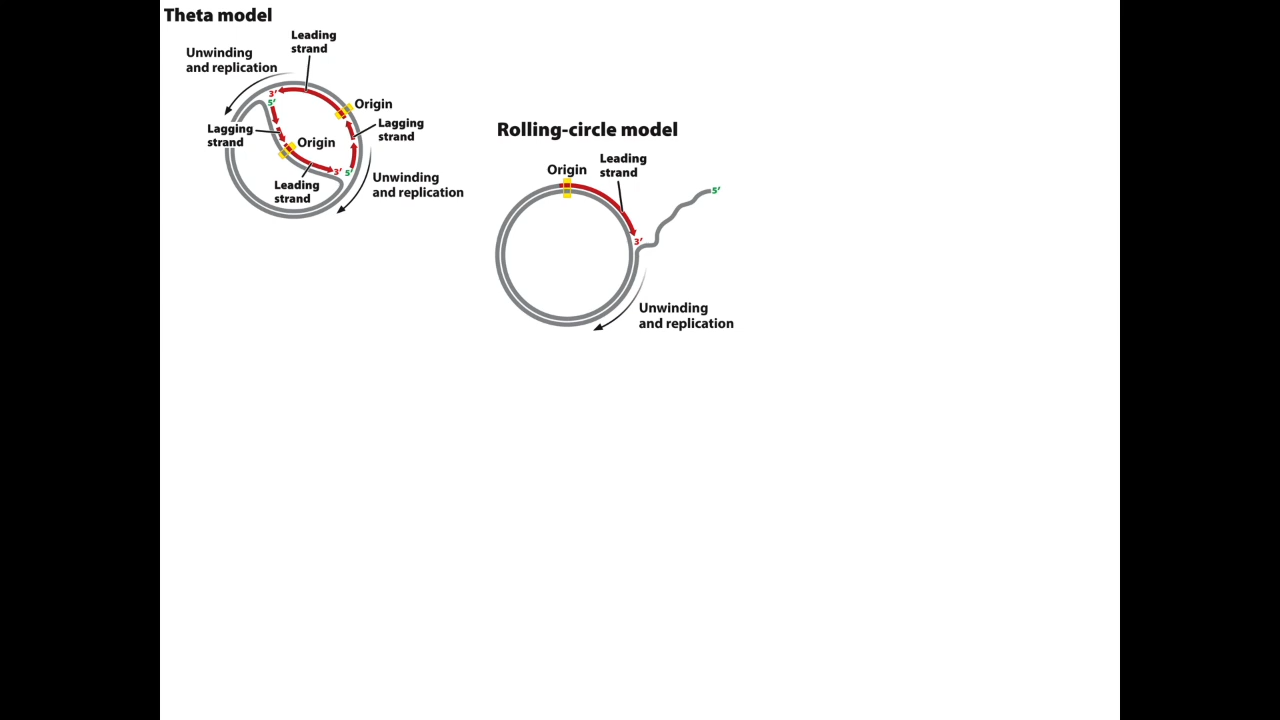 Theta model
Leading
strand
Unwinding
and replication
3′
5′
Origin
Lagging
strand
Lagging
strand
Origin
3′
5′
Leading
strand
Unwinding
and replication
Rolling-circle model
Origin
Leading
strand
5′
3′
Unwinding
and replication